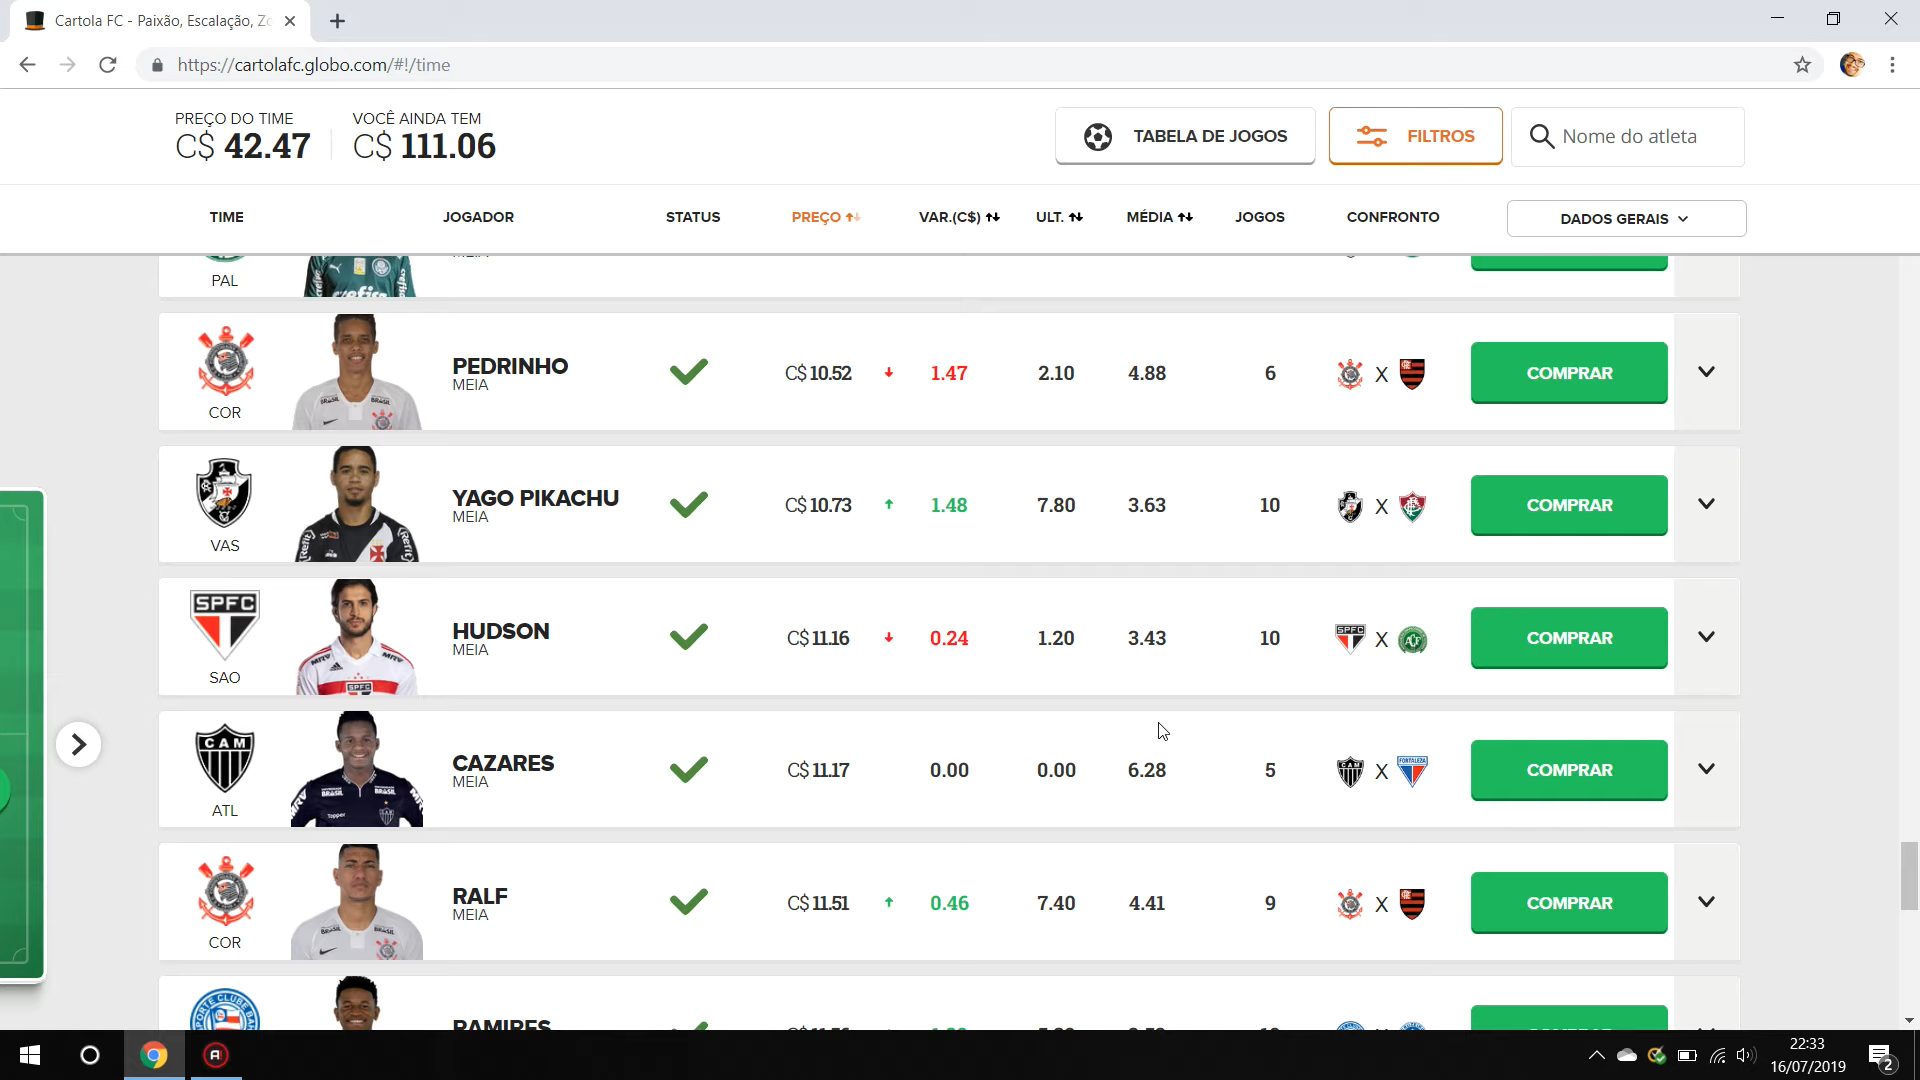 Cartola FC - Paixão, Escalação, Zo
https://cartolafc.globo.com/#!/time
PREÇO DO TIME
C$ 42.47
VOCÊ AINDA TEM
C$ 111.06
TABELA DE JOGOS
FILTROS
Nome do atleta
TIME JOGADOR STATUS PREÇO VAR.(C$) ULT. MÉDIA JOGOS CONFRONTO DADOS GERAIS
PAL
PEDRINHO
MEIA
COR
C$ 10.52 1.47 2.10 4.88 6 X COMPRAR
YAGO PIKACHU
MEIA
VAS
C$ 10.73 1.48 7.80 3.63 10 X COMPRAR
SPFC
HUDSON
MEIA
SAO
C$ 11.16 0.24 1.20 3.43 10 X COMPRAR
CAM
CAZARES
MEIA
ATL
C$ 11.17 0.00 0.00 6.28 5 X COMPRAR
RALF
MEIA
COR
C$ 11.51 0.46 7.40 4.41 9 X COMPRAR
RAMIRES
22:33
16/07/2019
2